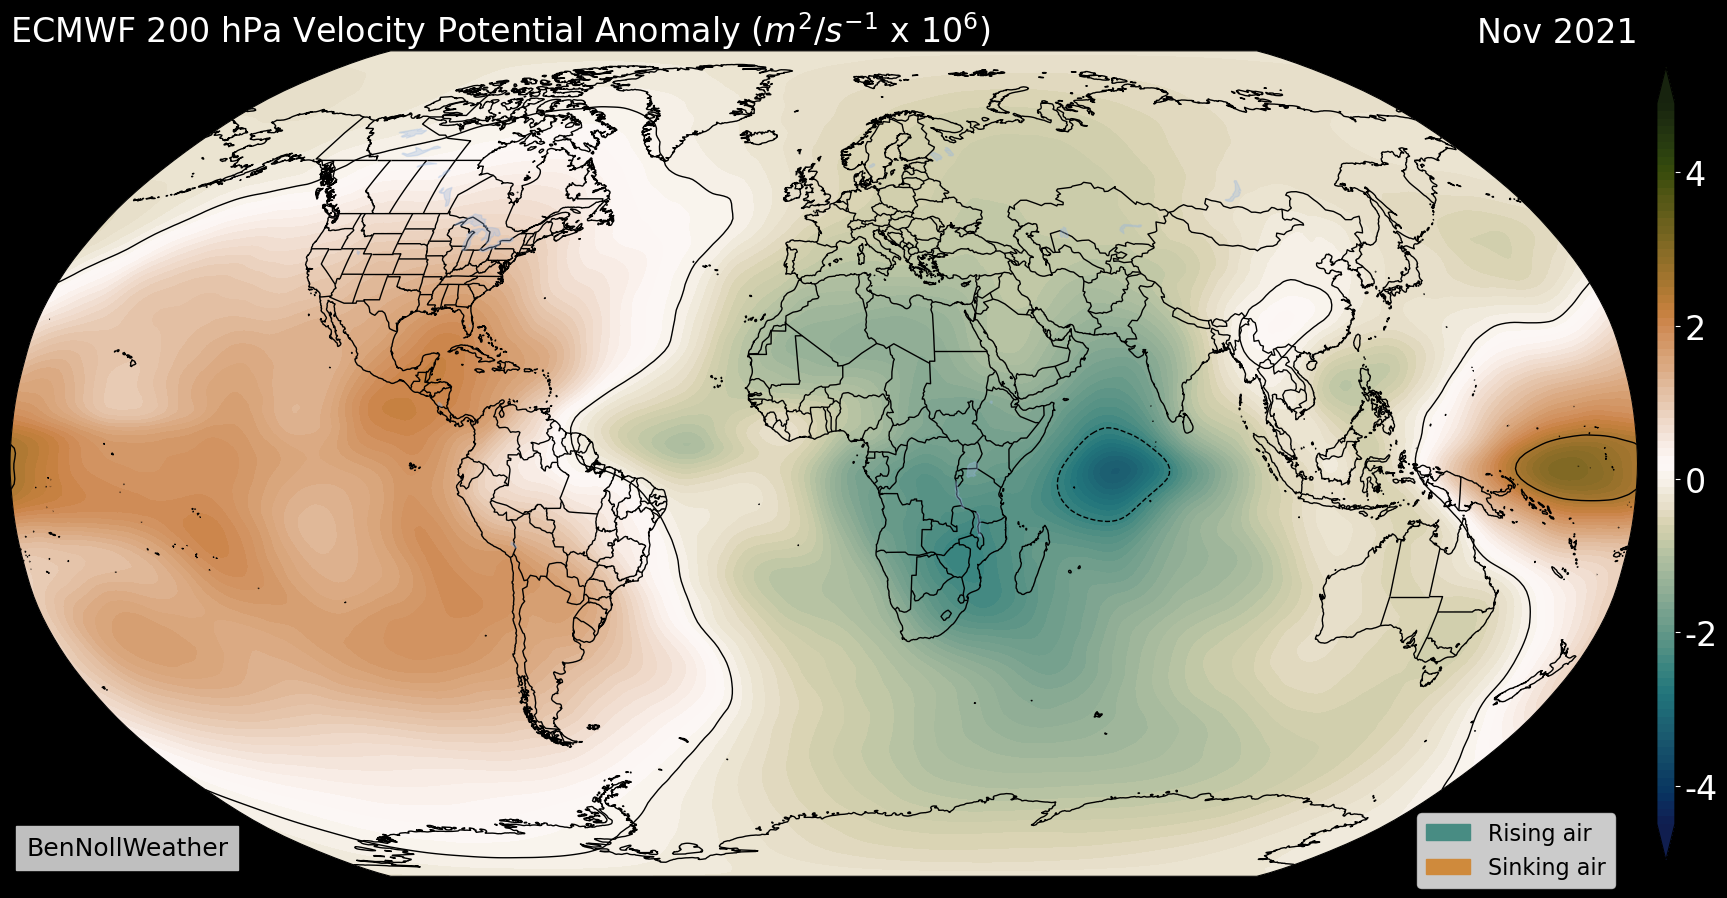 ECMWF 200 hPa Velocity Potential Anomaly (m²/s⁻¹ x 10⁶)
Nov 2021
4
2
0
-2
-4
Rising air
Sinking air
BenNollWeather